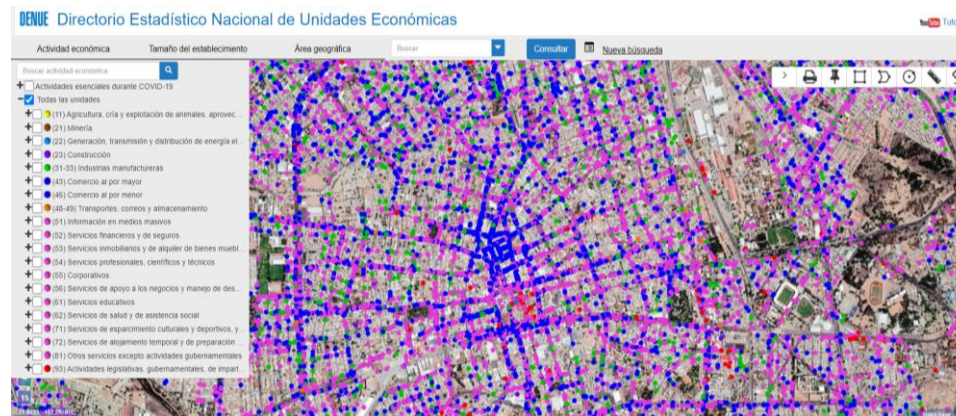 DENUE Directorio Estadístico Nacional de Unidades Económicas
YouTube Tuto
Actividad económica Tamaño del establecimiento Área geográfica Buscar Consultar Nueva búsqueda
Buscar actividad económica
Actividades esenciales durante COVID-19
Todas las unidades
(11) Agricultura, cría y explotación de animales, aprovec...
(21) Minería
(22) Generación, transmisión y distribución de energía el...
(23) Construcción
(31-33) Industrias manufactureras
(43) Comercio al por mayor
(46) Comercio al por menor
(48-49) Transportes, correos y almacenamiento
(51) Información en medios masivos
(52) Servicios financieros y de seguros
(53) Servicios inmobiliarios y de alquiler de bienes muebl...
(54) Servicios profesionales, científicos y técnicos
(55) Corporativos
(56) Servicios de apoyo a los negocios y manejo de des...
(61) Servicios educativos
(62) Servicios de salud y de asistencia social
(71) Servicios de esparcimiento culturales y deportivos, y...
(72) Servicios de alojamiento temporal y de preparación ...
(81) Otros servicios excepto actividades gubernamentales
(93) Actividades legislativas, gubernamentales, de impart...
15